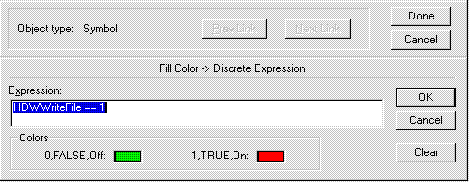 Object type: Symbol
Prev Link
Next Link
Done
Cancel
Fill Color -> Discrete Expression
Expression:
HDWWriteFile == 1
OK
Cancel
Colors
0,FALSE,Off:
1,TRUE,On:
Clear